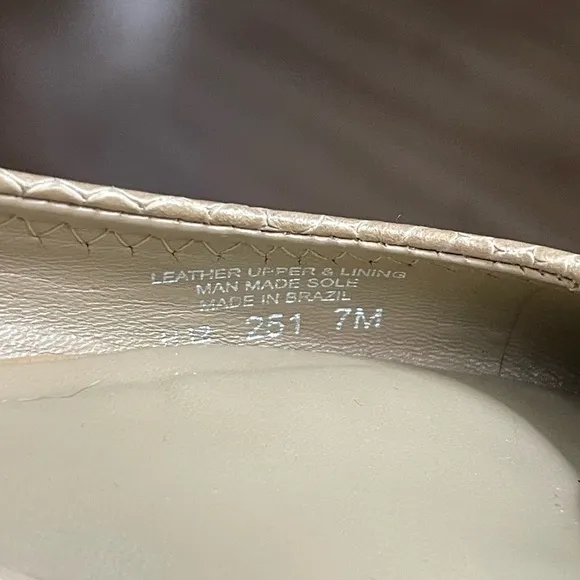 LEATHER UPPER & LINING
MAN MADE SOLE
MADE IN BRAZIL
251 7M